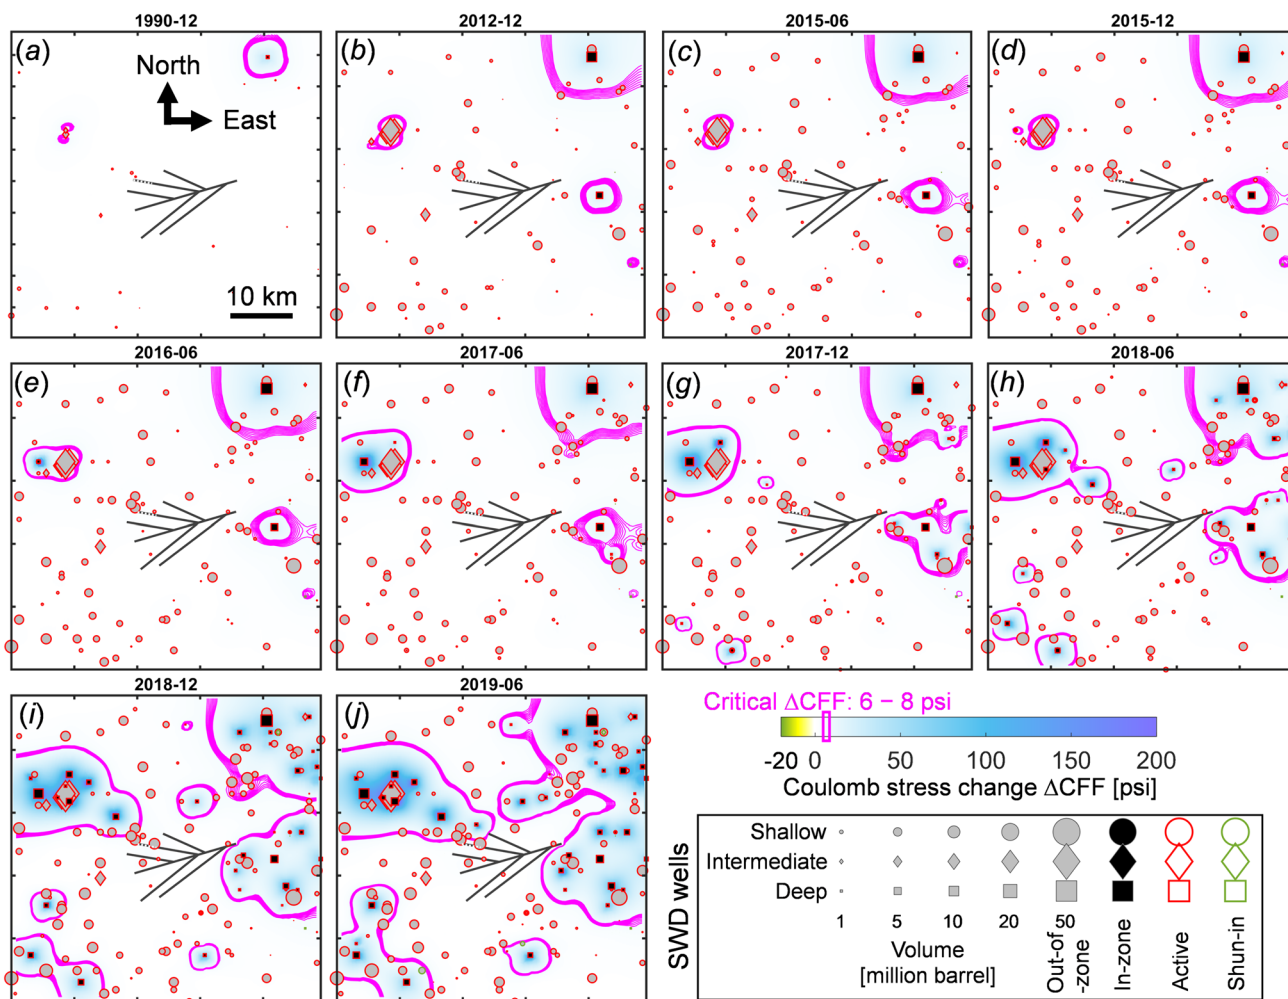 1990-12
2012-12
2015-06
2015-12
(a)
(b)
(c)
(d)
North
East
10 km
2016-06
2017-06
2017-12
2018-06
(e)
(f)
(g)
(h)
2018-12
2019-06
(i)
(j)
Critical ΔCFF: 6 – 8 psi
-20 0 50 100 150 200
Coulomb stress change ΔCFF [psi]
SWD wells
Shallow
Intermediate
Deep
1 5 10 20 50
Volume
[million barrel]
Out-of
-zone
In-zone
Active
Shun-in